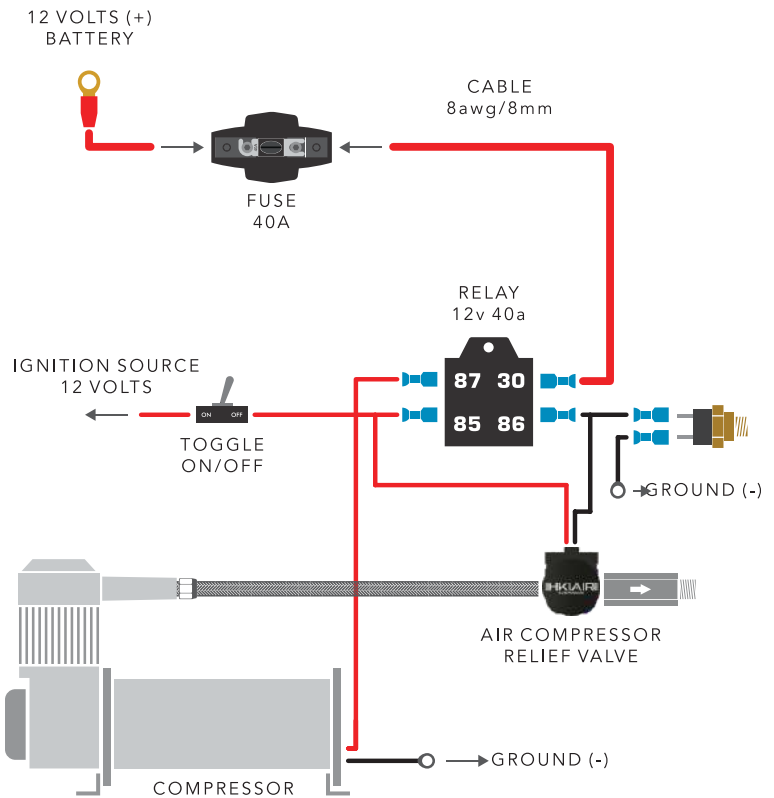 12 VOLTS (+)
BATTERY
CABLE
8awg/8mm
FUSE
40A
RELAY
12v 40a
IGNITION SOURCE
12 VOLTS
87 30
85 86
ON OFF
TOGGLE
ON/OFF
GROUND (-)
HKIAIR
AIR COMPRESSOR
RELIEF VALVE
GROUND (-)
COMPRESSOR